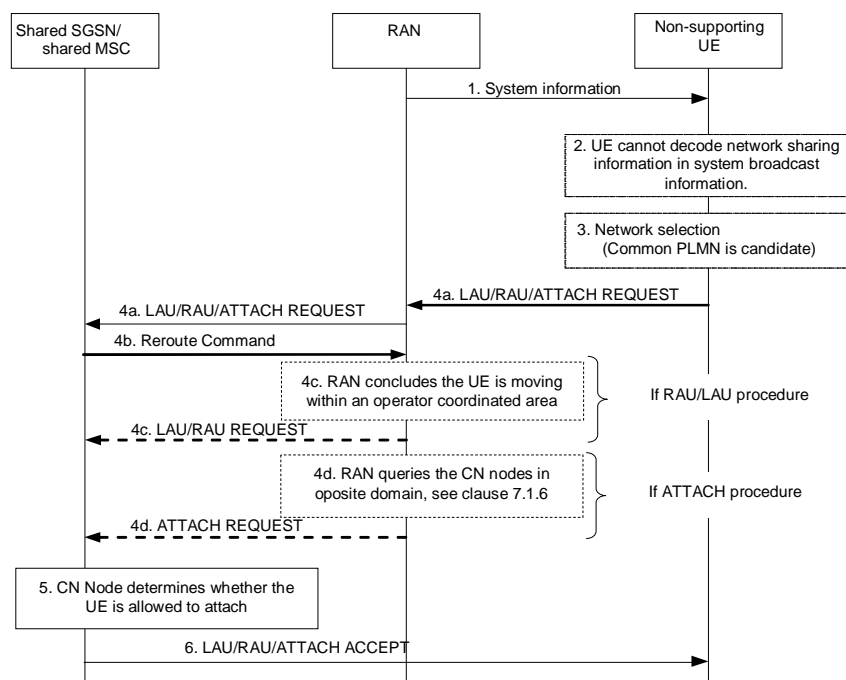 Shared SGSN/
shared MSC
RAN
Non-supporting
UE
1. System information
2. UE cannot decode network sharing
information in system broadcast
information.
3. Network selection
(Common PLMN is candidate)
4a. LAU/RAU/ATTACH REQUEST
4a. LAU/RAU/ATTACH REQUEST
4b. Reroute Command
4c. RAN concludes the UE is moving
within an operator coordinated area
If RAU/LAU procedure
4c. LAU/RAU REQUEST
4d. RAN queries the CN nodes in
oposite domain, see clause 7.1.6
If ATTACH procedure
4d. ATTACH REQUEST
5. CN Node determines whether the
UE is allowed to attach
6. LAU/RAU/ATTACH ACCEPT